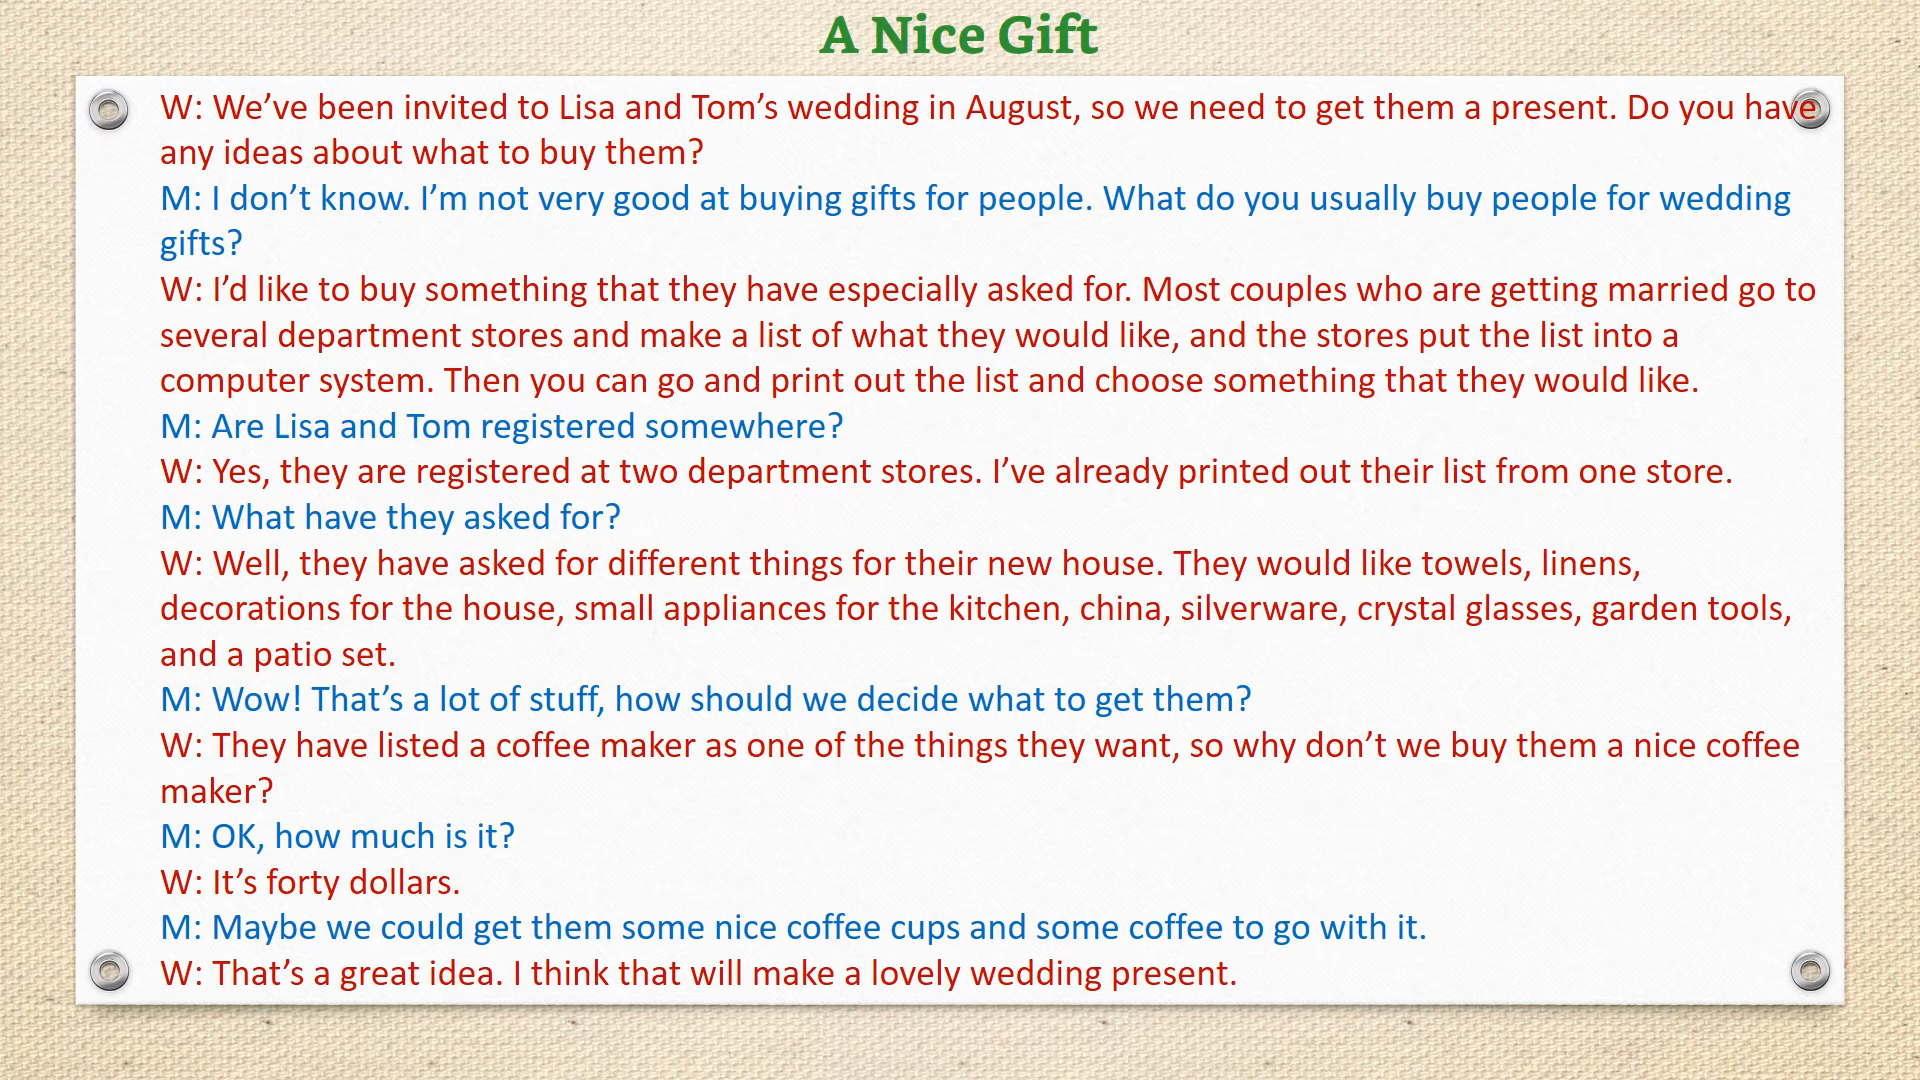 A Nice Gift
W: We’ve been invited to Lisa and Tom’s wedding in August, so we need to get them a present. Do you have
any ideas about what to buy them?
M: I don’t know. I’m not very good at buying gifts for people. What do you usually buy people for wedding
gifts?
W: I’d like to buy something that they have especially asked for. Most couples who are getting married go to
several department stores and make a list of what they would like, and the stores put the list into a
computer system. Then you can go and print out the list and choose something that they would like.
M: Are Lisa and Tom registered somewhere?
W: Yes, they are registered at two department stores. I’ve already printed out their list from one store.
M: What have they asked for?
W: Well, they have asked for different things for their new house. They would like towels, linens,
decorations for the house, small appliances for the kitchen, china, silverware, crystal glasses, garden tools,
and a patio set.
M: Wow! That’s a lot of stuff, how should we decide what to get them?
W: They have listed a coffee maker as one of the things they want, so why don’t we buy them a nice coffee
maker?
M: OK, how much is it?
W: It’s forty dollars.
M: Maybe we could get them some nice coffee cups and some coffee to go with it.
W: That’s a great idea. I think that will make a lovely wedding present.